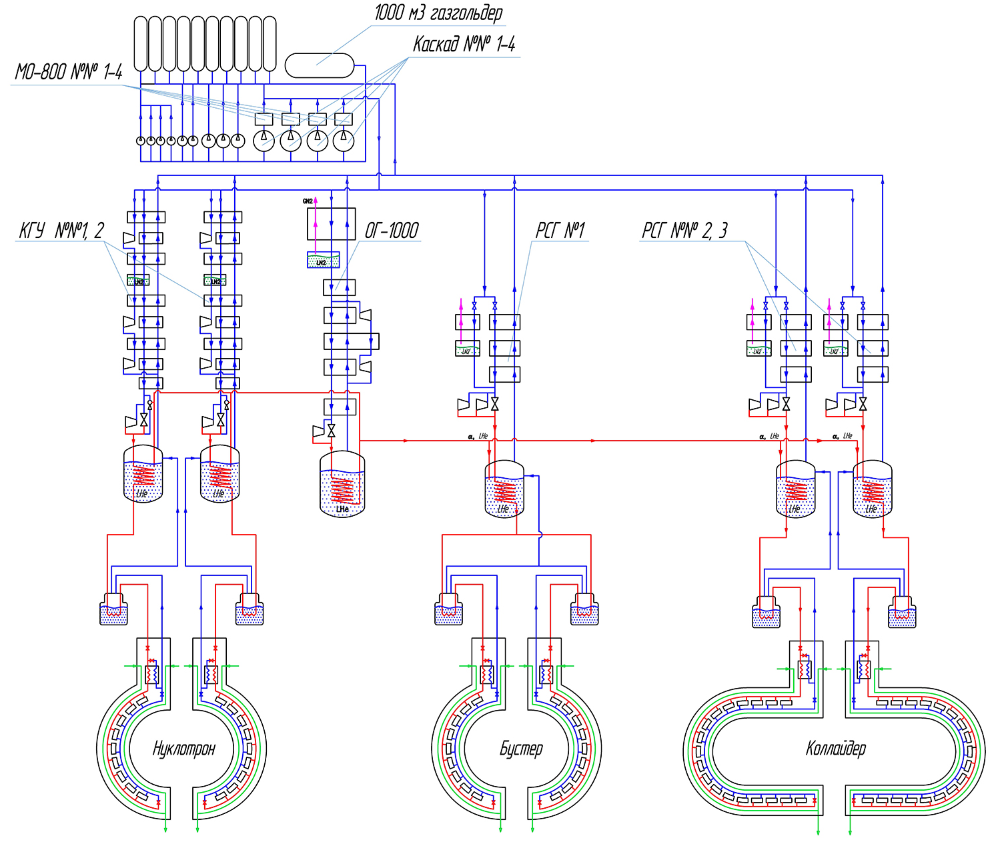 1000 м3 газгольдер
Каскад №№ 1-4
МО-800 №№ 1-4
GN2
КГУ №№1, 2
ОГ-1000
РСГ №1
РСГ №№ 2, 3
LN2
LN2
LN2
LN2
LN2
LN2
α, LHe
α, LHe
α, LHe
LHe
LHe
LHe
LHe
LHe
LHe
Нуклотрон
Бустер
Коллайдер